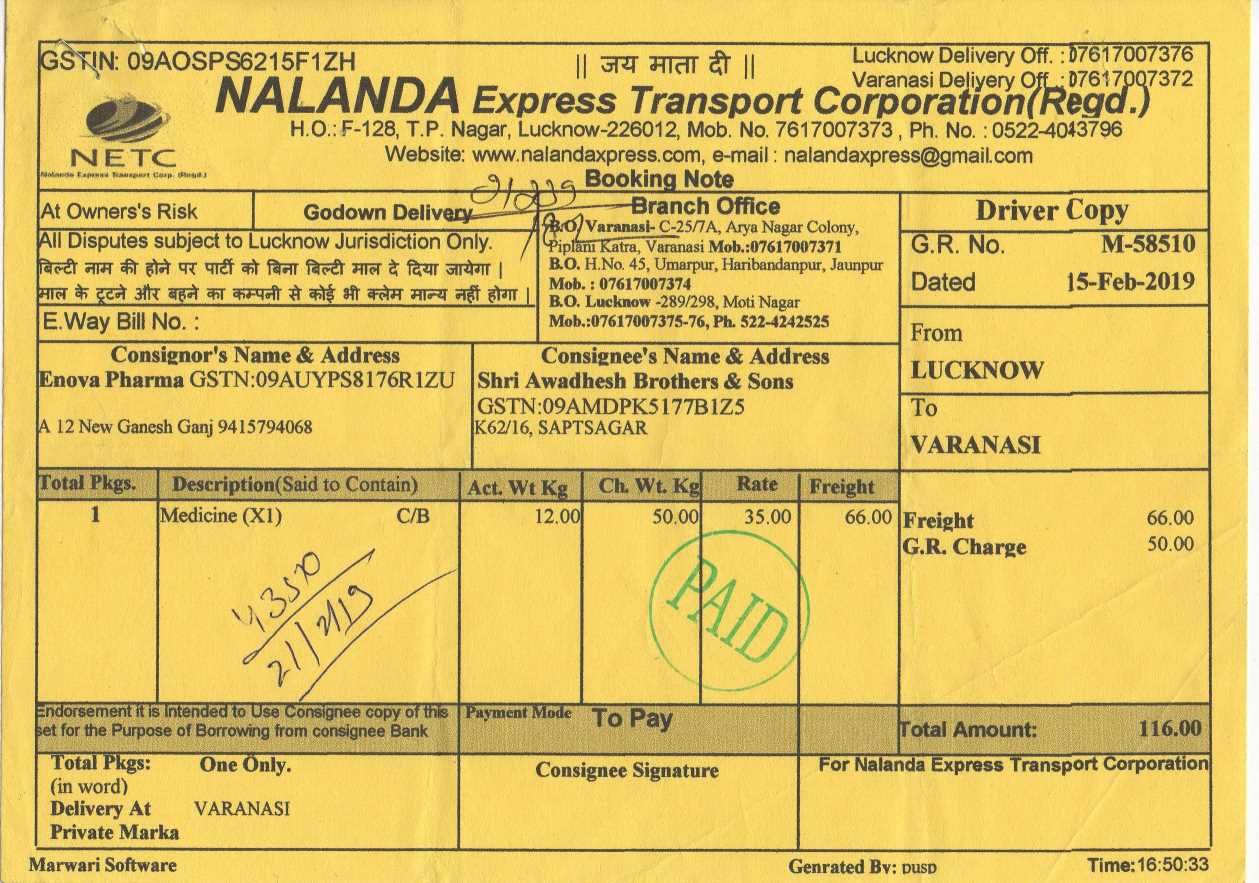 GSTIN: 09AOSPS6215F1ZH
|| जय माता दी ||
Lucknow Delivery Off. :07617007376
Varanasi Deliyery Off. :07617007372
NALANDA Express Transport Corporation(Regd.)
H.O.: F-128, T.P. Nagar, Lucknow-226012, Mob. No. 7617007373 , Ph. No. : 0522-4043796
NETC
Website: www.nalandaxpress.com, e-mail : nalandaxpress@gmail.com
Nalanda Express Transport Corp. (Regd.)
Booking Note
At Owners's Risk
Godown Delivery
Branch Office
B.O. Varanasi- C-25/7A, Arya Nagar Colony,
Piplani Katra, Varanasi Mob.:07617007371
B.O. H.No. 45, Umarpur, Haribandanpur, Jaunpur
Mob. : 07617007374
B.O. Lucknow -289/298, Moti Nagar
Mob.:07617007375-76, Ph. 522-4242525
Driver Copy
G.R. No. M-58510
Dated 15-Feb-2019
All Disputes subject to Lucknow Jurisdiction Only.
बिल्टी नाम की होने पर पार्टी को बिना बिल्टी माल दे दिया जायेगा |
माल के टूटने और बहने का कम्पनी से कोई भी क्लेम मान्य नहीं होगा |
E.Way Bill No. :
From
LUCKNOW
To
VARANASI
Consignor's Name & Address
Enova Pharma GSTN:09AUYPS8176R1ZU
A 12 New Ganesh Ganj 9415794068
Consignee's Name & Address
Shri Awadhesh Brothers & Sons
GSTN:09AMDPK5177B1Z5
K62/16, SAPTSAGAR
Total Pkgs. Description(Said to Contain) Act. Wt Kg Ch. Wt. Kg Rate Freight
1 Medicine (X1) C/B 12.00 50.00 35.00 66.00
Freight 66.00
G.R. Charge 50.00
43570
21/2/19
PAID
Endorsement it is Intended to Use Consignee copy of this
set for the Purpose of Borrowing from consignee Bank
Payment Mode To Pay
Total Amount: 116.00
Total Pkgs: One Only.
(in word)
Delivery At VARANASI
Private Marka
Consignee Signature
For Nalanda Express Transport Corporation
Marwari Software
Genrated By: pusp
Time:16:50:33